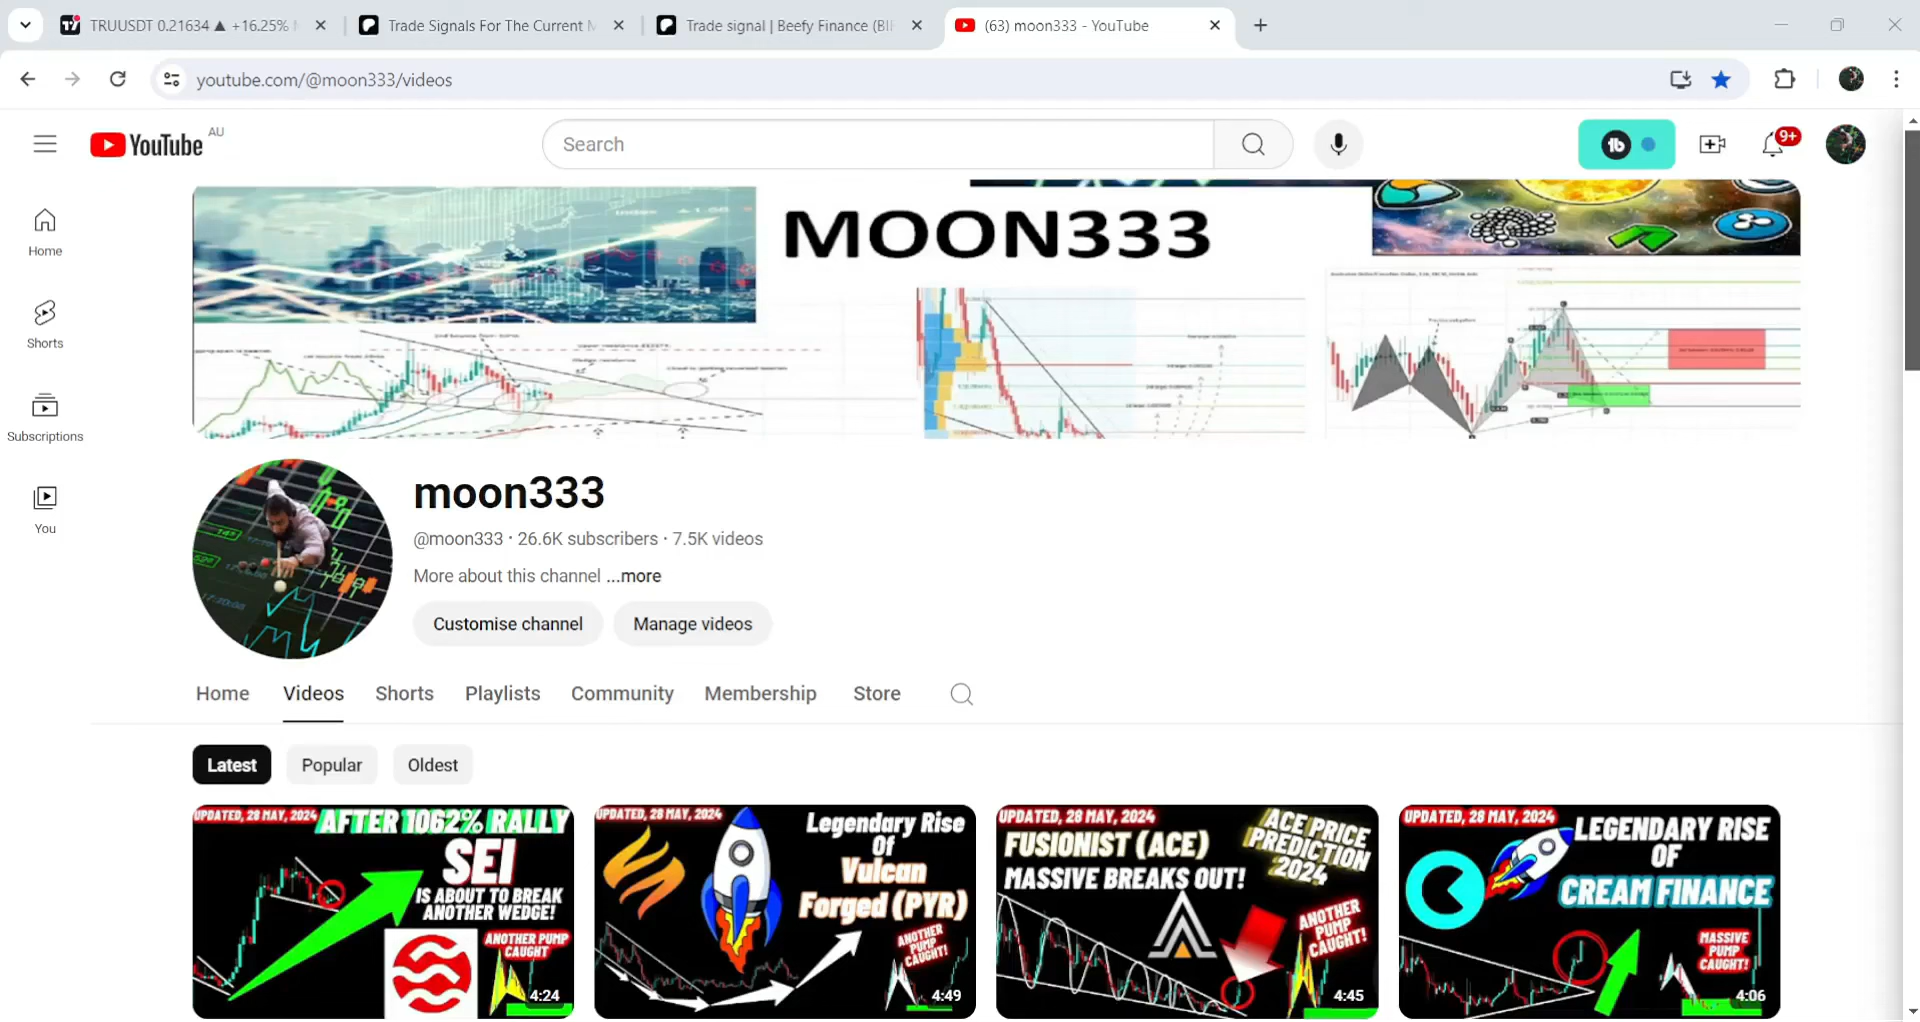 TRUUSDT 0.21634 ▲ +16.25%
Trade Signals For The Current M
Trade signal | Beefy Finance (BIF
(63) moon333 - YouTube
youtube.com/@moon333/videos
YouTube AU
Search
9+
Home
Shorts
Subscriptions
You
MOON333
moon333
@moon333 · 26.6K subscribers · 7.5K videos
More about this channel ...more
Customise channel
Manage videos
Home
Videos
Shorts
Playlists
Community
Membership
Store
Latest
Popular
Oldest
UPDATED, 28 MAY, 2024
AFTER 1062% RALLY
SEI
IS ABOUT TO BREAK
ANOTHER WEDGE!
ANOTHER PUMP
CAUGHT
4:24
UPDATED, 28 MAY, 2024
Legendary Rise
Of
Vulcan
Forged (PYR)
ANOTHER
PUMP
CAUGHT!
4:49
UPDATED, 28 MAY, 2024
FUSIONIST (ACE)
MASSIVE BREAKS OUT!
ACE PRICE
PREDICTION
2024
ANOTHER
PUMP
CAUGHT!
4:45
UPDATED, 28 MAY, 2024
LEGENDARY RISE
OF
CREAM FINANCE
MASSIVE
PUMP
CAUGHT!
4:06